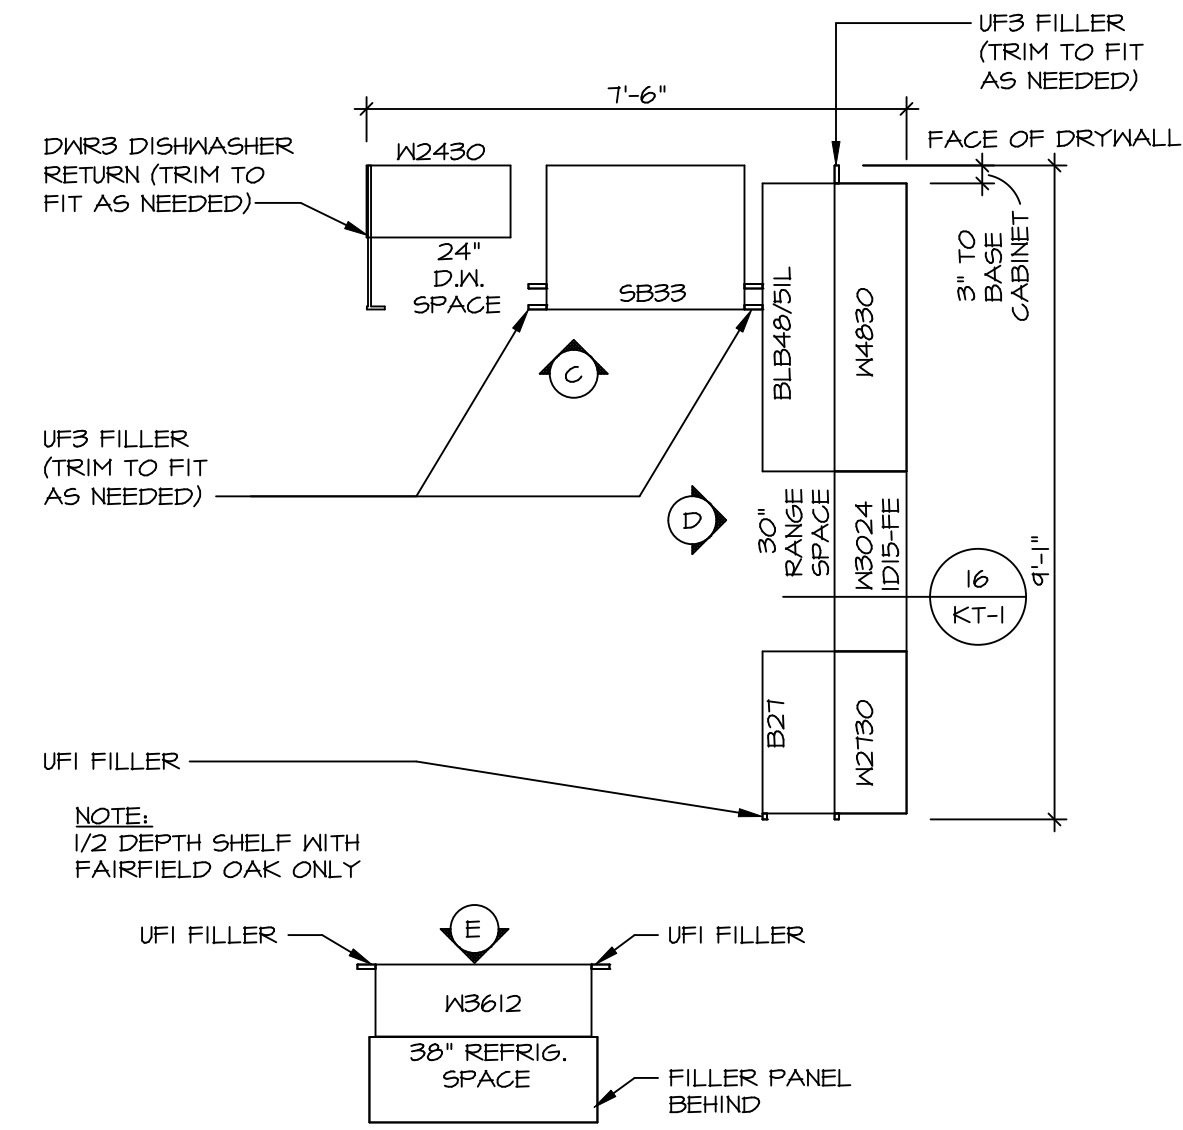 UF3 FILLER
(TRIM TO FIT
AS NEEDED)
7'-6"
FACE OF DRYWALL
DWR3 DISHWASHER
RETURN (TRIM TO
FIT AS NEEDED)
W2430
24"
D.W.
SPACE
SB33
BLB48/51L
W4830
3" TO
BASE
CABINET
C
UF3 FILLER
(TRIM TO FIT
AS NEEDED)
D
30"
RANGE
SPACE
W3024
1D15-FE
16
KT-1
9'-1"
B27
W2730
UF1 FILLER
NOTE:
1/2 DEPTH SHELF WITH
FAIRFIELD OAK ONLY
UF1 FILLER
E
UF1 FILLER
W3612
38" REFRIG.
SPACE
FILLER PANEL
BEHIND